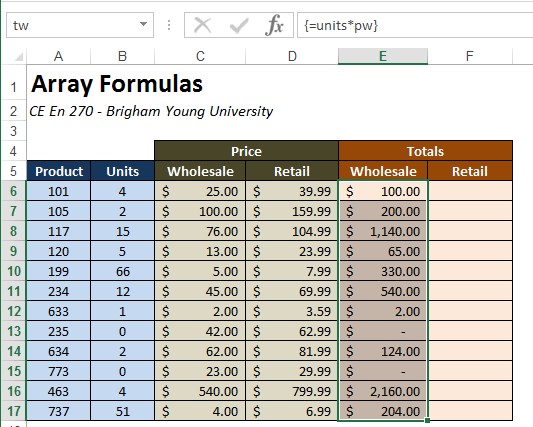 tw {=units*pw}
A B C D E F
1 Array Formulas
2 CE En 270 - Brigham Young University
3
4 Price Totals
5 Product Units Wholesale Retail Wholesale Retail
6 101 4 $ 25.00 $ 39.99 $ 100.00
7 105 2 $ 100.00 $ 159.99 $ 200.00
8 117 15 $ 76.00 $ 104.99 $ 1,140.00
9 120 5 $ 13.00 $ 23.99 $ 65.00
10 199 66 $ 5.00 $ 7.99 $ 330.00
11 234 12 $ 45.00 $ 69.99 $ 540.00
12 633 1 $ 2.00 $ 3.59 $ 2.00
13 235 0 $ 42.00 $ 62.99 $ -
14 634 2 $ 62.00 $ 81.99 $ 124.00
15 773 0 $ 23.00 $ 29.99 $ -
16 463 4 $ 540.00 $ 799.99 $ 2,160.00
17 737 51 $ 4.00 $ 6.99 $ 204.00